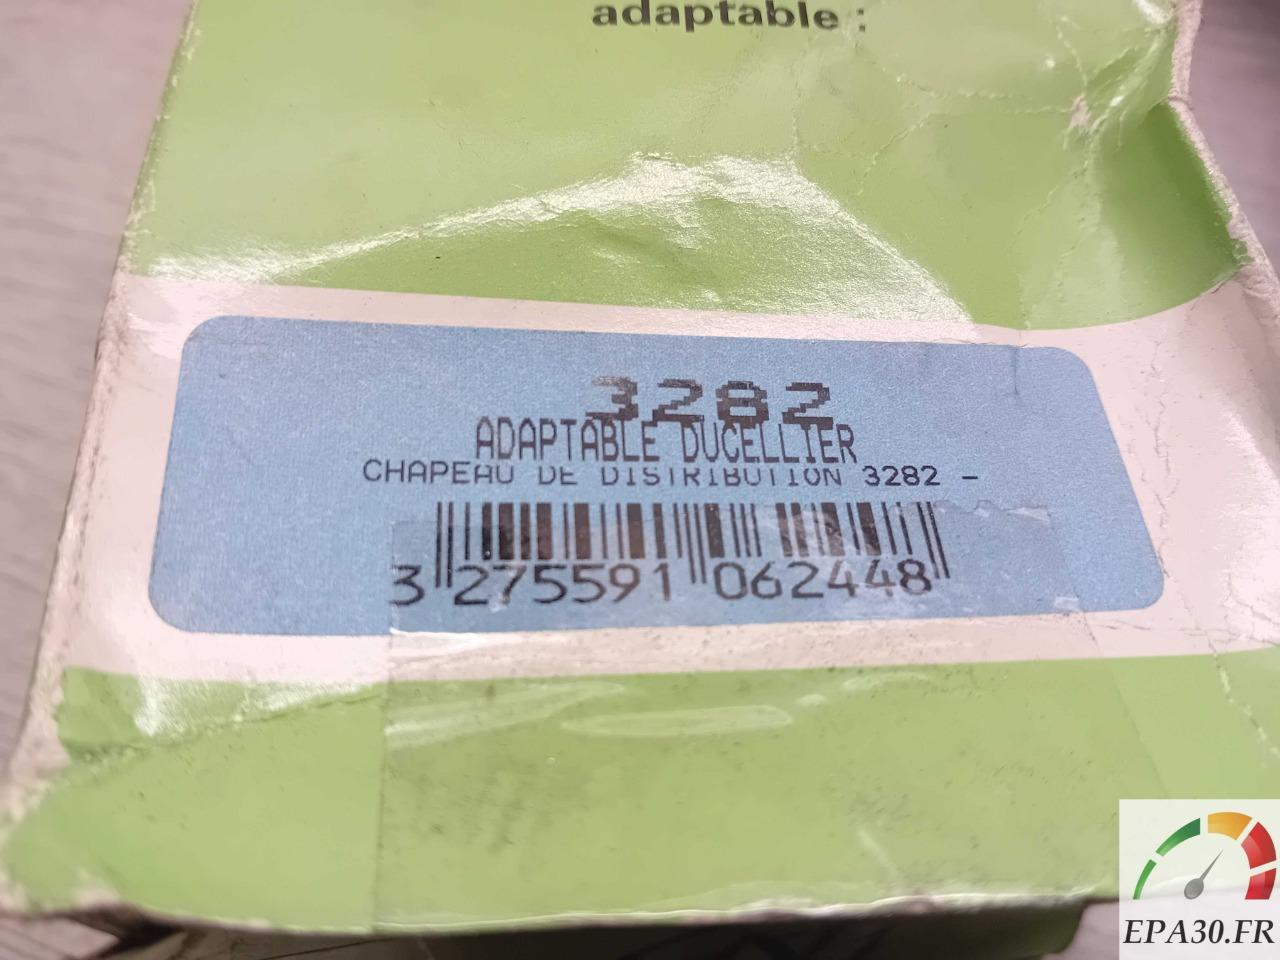 adaptable :
3282
ADAPTABLE DUCELLIER
CHAPEAU DE DISTRIBUTION 3282 -
3 275591 062448
EPA30.FR